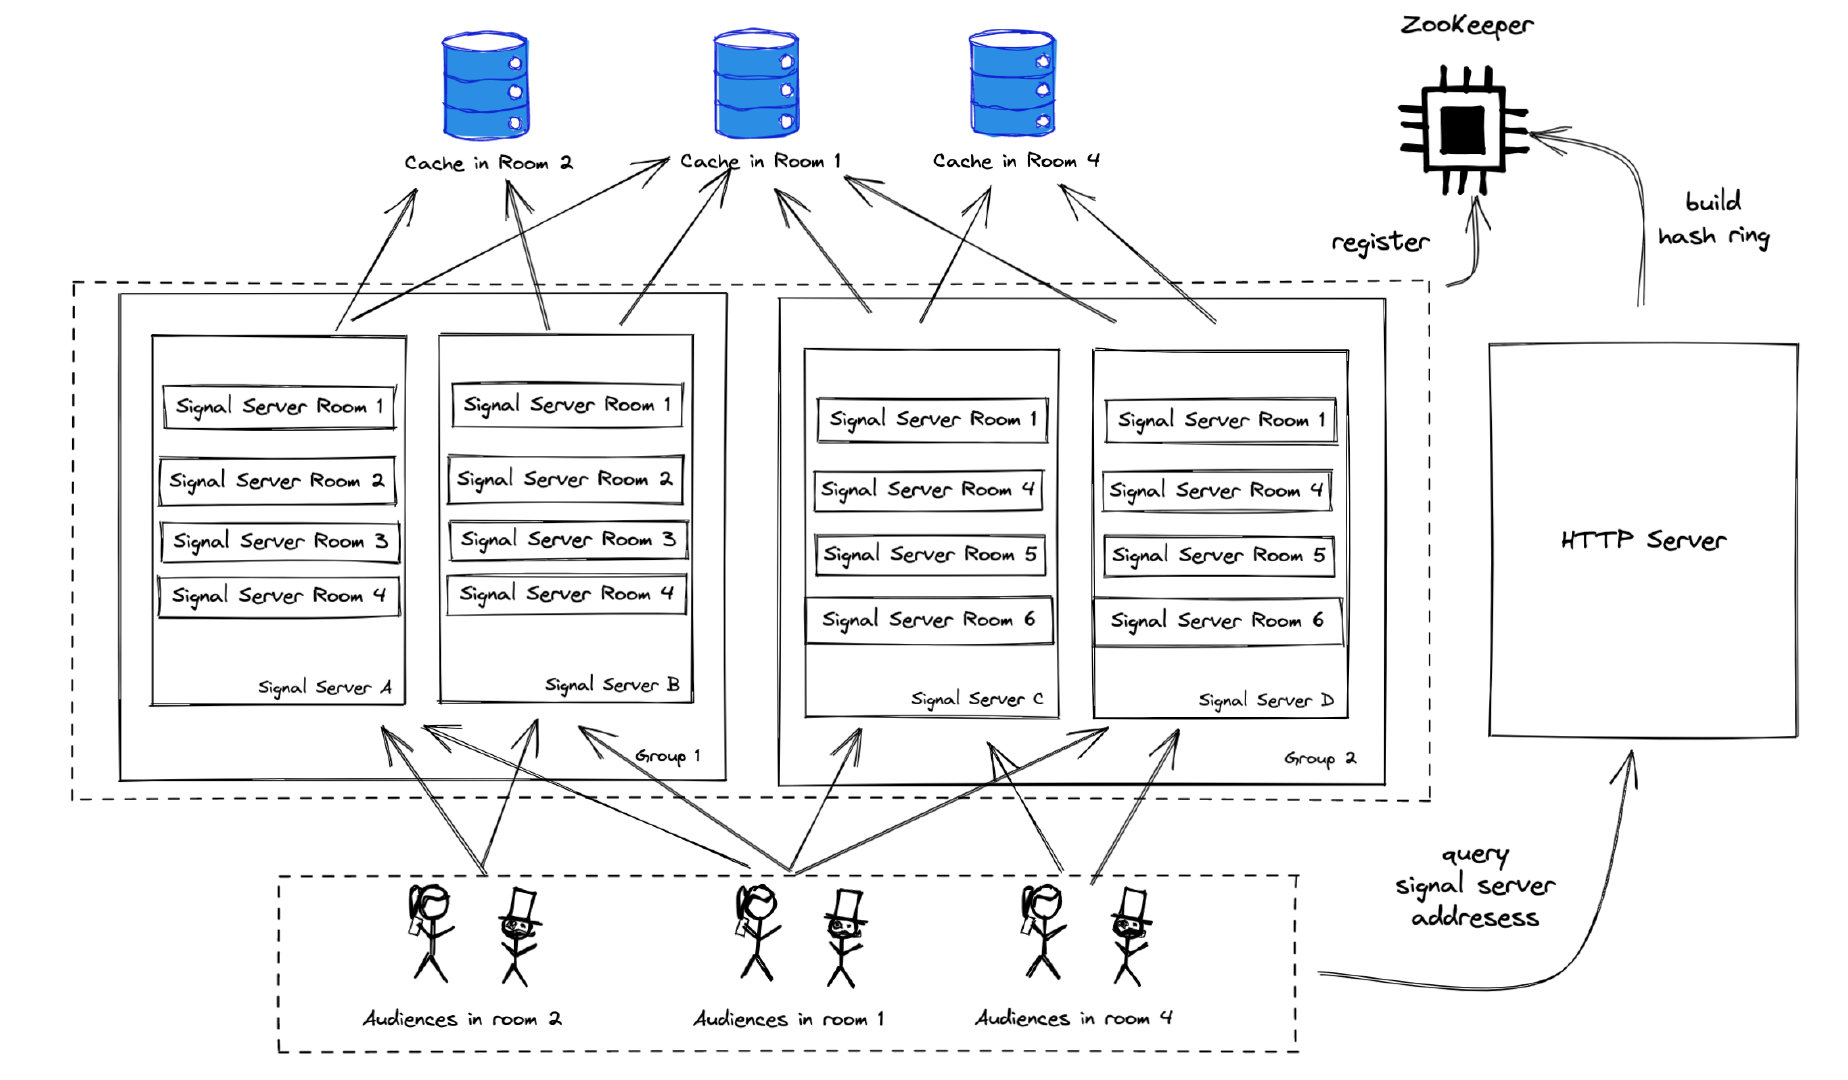 ZooKeeper
Cache in Room 2
Cache in Room 1
Cache in Room 4
build
hash ring
register
Signal Server Room 1
Signal Server Room 2
Signal Server Room 3
Signal Server Room 4
Signal Server A
Signal Server Room 1
Signal Server Room 2
Signal Server Room 3
Signal Server Room 4
Signal Server B
Group 1
Signal Server Room 1
Signal Server Room 4
Signal Server Room 5
Signal Server Room 6
Signal Server C
Signal Server Room 1
Signal Server Room 4
Signal Server Room 5
Signal Server Room 6
Signal Server D
Group 2
HTTP Server
query
signal server
addresess
Audiences in room 2
Audiences in room 1
Audiences in room 4